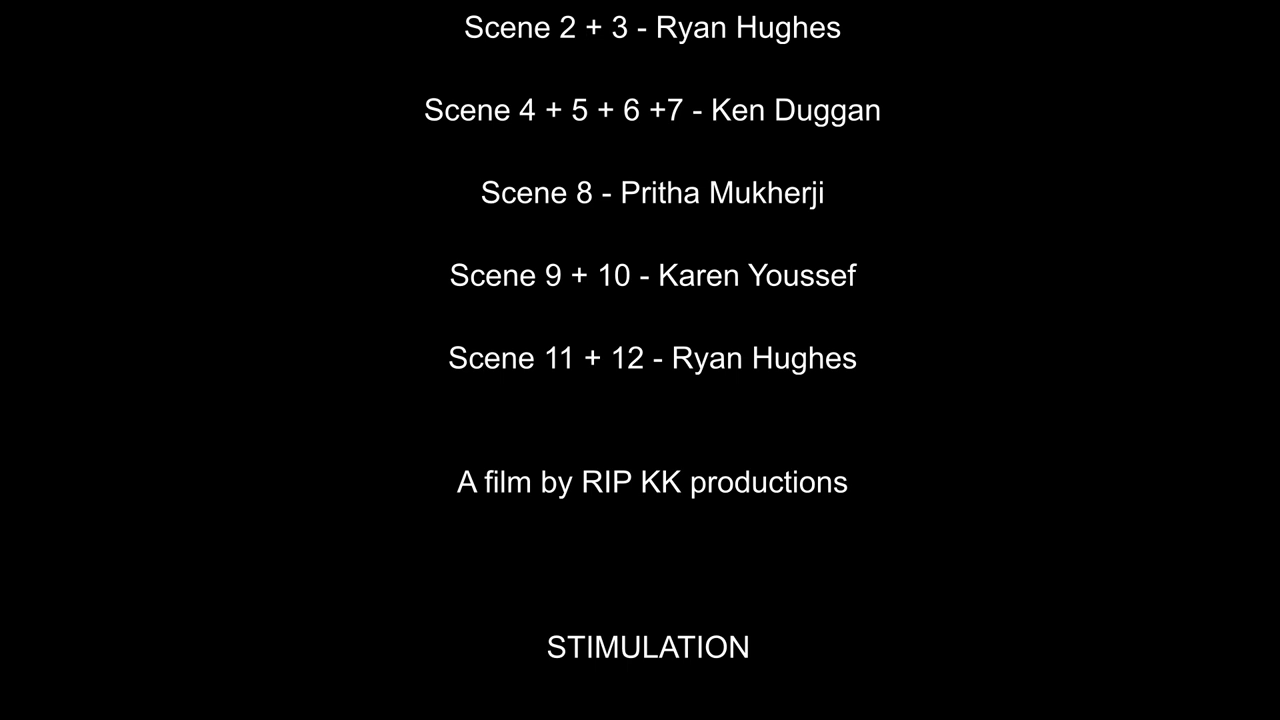 Scene 2 + 3 - Ryan Hughes
Scene 4 + 5 + 6 +7 - Ken Duggan
Scene 8 - Pritha Mukherji
Scene 9 + 10 - Karen Youssef
Scene 11 + 12 - Ryan Hughes
A film by RIP KK productions
STIMULATION